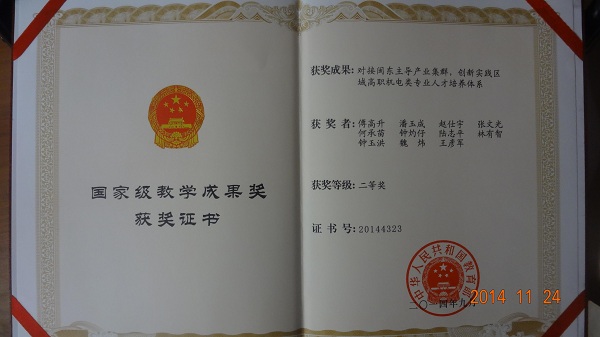 国家级教学成果奖
获奖证书
获奖成果:对接闽东主导产业集群,创新实践区
域高职机电类专业人才培养体系
获 奖 者:傅高升 潘玉成 赵仕宇 张文光
何承苗 钟灼仔 陆志平 林有智
钟玉洪 魏 炜 王彦军
获奖等级:二等奖
证 书 号:20144323
中华人民共和国教育部
二〇一四年九月
2014 11 24